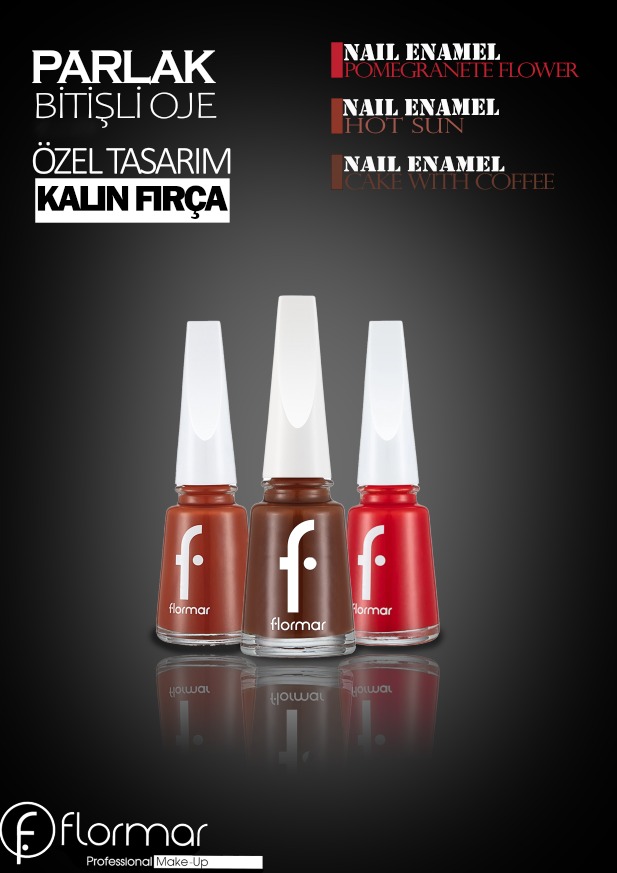 PARLAK
BİTİŞLİ OJE
ÖZEL TASARIM
KALIN FIRÇA
NAIL ENAMEL
POMEGRANETE FLOWER
NAIL ENAMEL
HOT SUN
NAIL ENAMEL
CAKE WITH COFFEE
f
flormar
f
flormar
f
flormar
flormar
Professional Make-Up